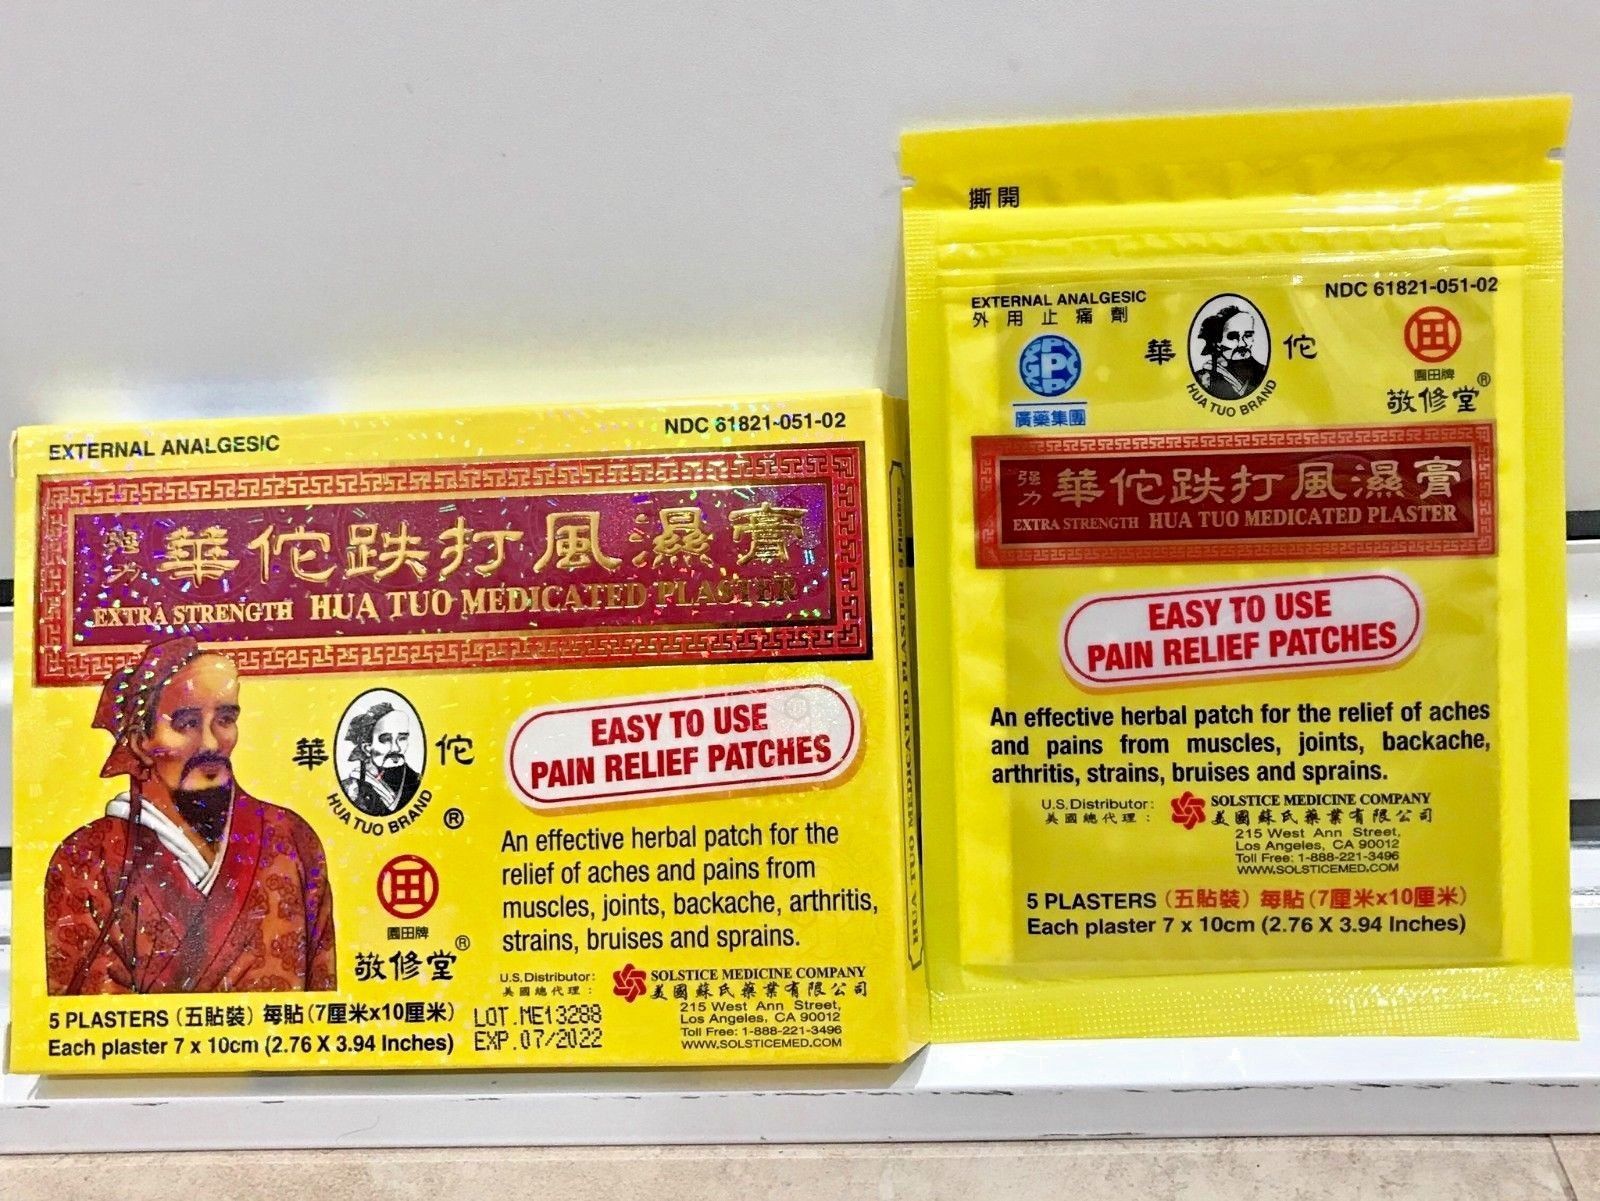 EXTERNAL ANALGESIC
NDC 61821-051-02
强力 華佗跌打風濕膏
EXTRA STRENGTH HUA TUO MEDICATED PLASTER
華 佗
HUA TUO BRAND ®
圓田牌
敬修堂®
EASY TO USE
PAIN RELIEF PATCHES
An effective herbal patch for the
relief of aches and pains from
muscles, joints, backache, arthritis,
strains, bruises and sprains.
U.S. Distributor: SOLSTICE MEDICINE COMPANY
美國總代理: 美國蘇氏藥業有限公司
215 West Ann Street,
Los Angeles, CA 90012
Toll Free: 1-888-221-3496
WWW.SOLSTICEMED.COM
5 PLASTERS (五貼裝) 每貼 (7厘米x10厘米)
Each plaster 7 x 10cm (2.76 X 3.94 Inches)
LOT.ME13288
EXP.07/2022
HUA TUO MEDICATED PLASTER 5 Plasters
撕開
EXTERNAL ANALGESIC
外用止痛劑
NDC 61821-051-02
GPC
廣藥集團
華 佗
HUA TUO BRAND
圓田牌
敬修堂®
强力 華佗跌打風濕膏
EXTRA STRENGTH HUA TUO MEDICATED PLASTER
EASY TO USE
PAIN RELIEF PATCHES
An effective herbal patch for the relief of aches
and pains from muscles, joints, backache,
arthritis, strains, bruises and sprains.
U.S. Distributor: SOLSTICE MEDICINE COMPANY
美國總代理: 美國蘇氏藥業有限公司
215 West Ann Street,
Los Angeles, CA 90012
Toll Free: 1-888-221-3496
WWW.SOLSTICEMED.COM
5 PLASTERS (五貼裝) 每貼 (7厘米x10厘米)
Each plaster 7 x 10cm (2.76 X 3.94 Inches)